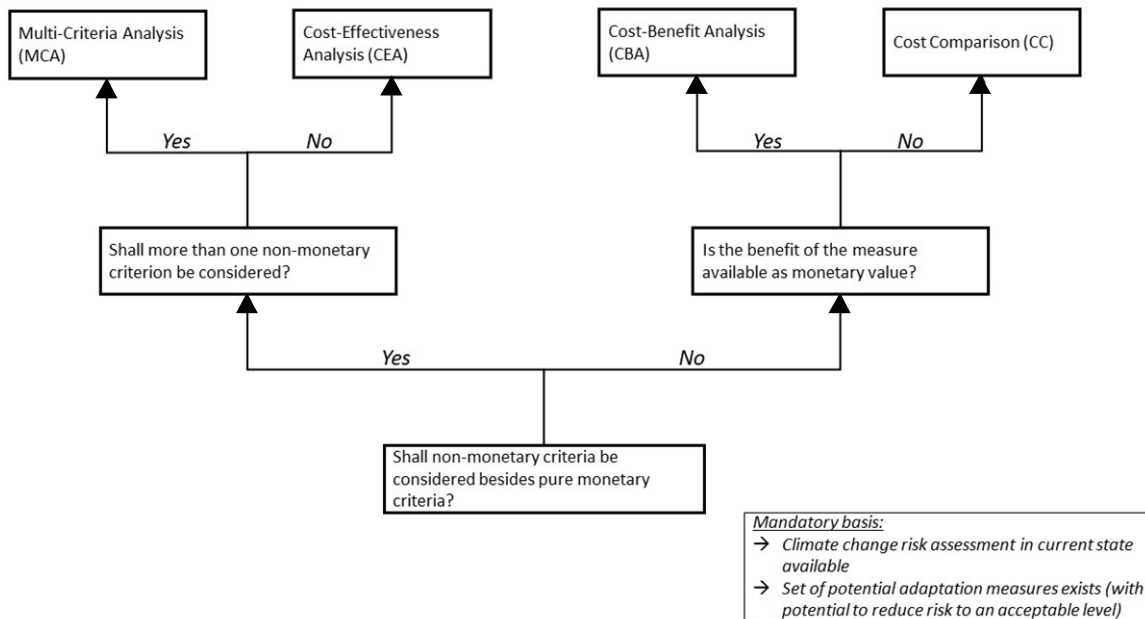 Multi-Criteria Analysis
(MCA)
Cost-Effectiveness
Analysis (CEA)
Cost-Benefit Analysis
(CBA)
Cost Comparison (CC)
Yes
No
Yes
No
Shall more than one non-monetary
criterion be considered?
Is the benefit of the measure
available as monetary value?
Yes
No
Shall non-monetary criteria be
considered besides pure monetary
criteria?
Mandatory basis:
→ Climate change risk assessment in current state
available
→ Set of potential adaptation measures exists (with
potential to reduce risk to an acceptable level)